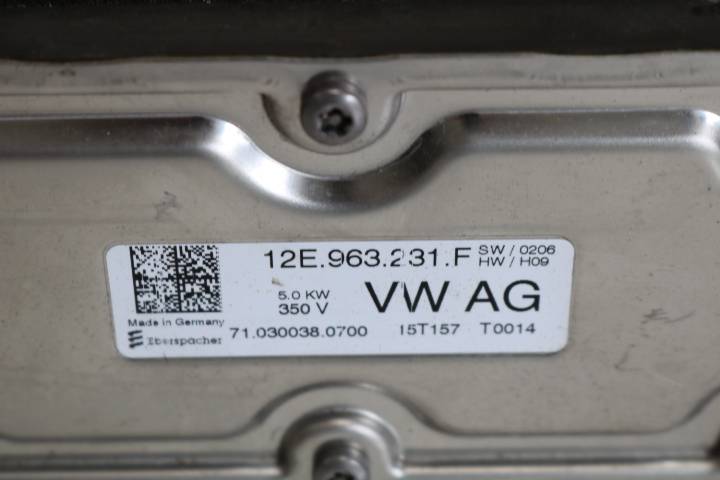 12E.963.231.F
SW/0206
HW/H09
5.0 KW
350 V
VW AG
Made in Germany
Eberspächer
71.030038.0700
15T157
T0014